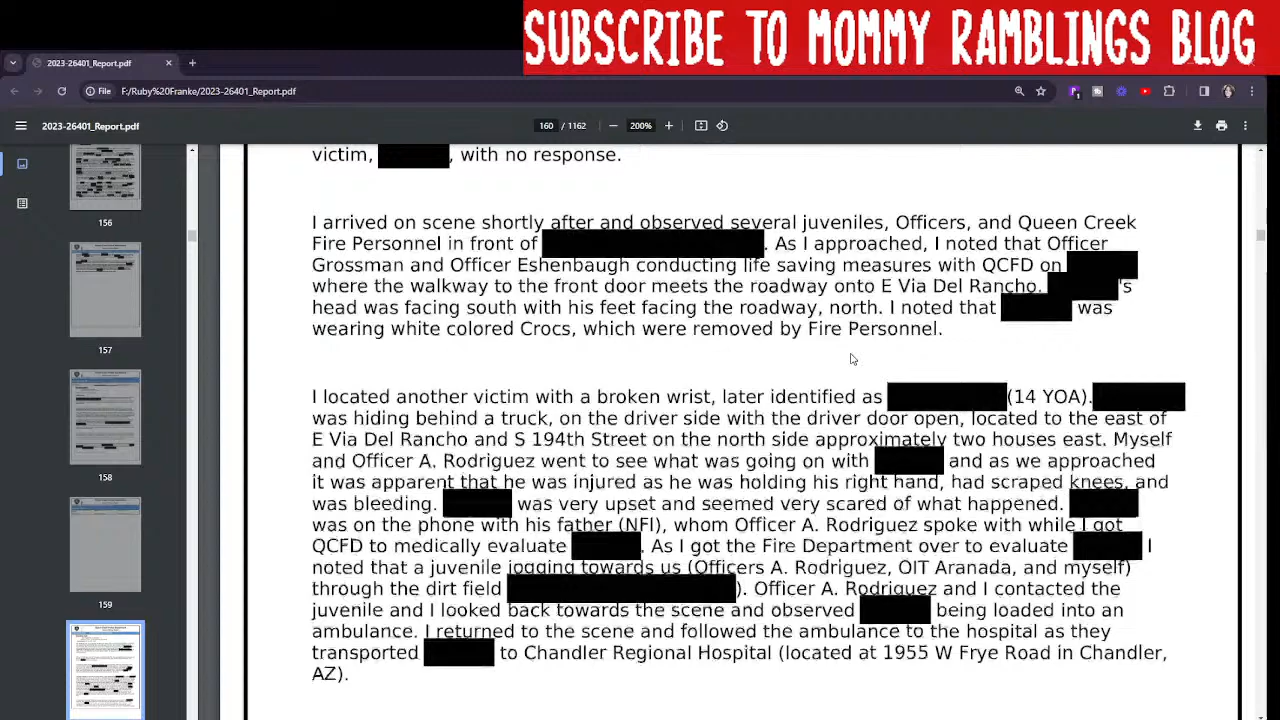 SUBSCRIBE TO MOMMY RAMBLINGS BLOG
2023-26401_Report.pdf
File F:/Ruby%20Franke/2023-26401_Report.pdf
2023-26401_Report.pdf 160 / 1162 200%
156
157
158
159
victim, , with no response.
I arrived on scene shortly after and observed several juveniles, Officers, and Queen Creek
Fire Personnel in front of . As I approached, I noted that Officer
Grossman and Officer Eshenbaugh conducting life saving measures with QCFD on
where the walkway to the front door meets the roadway onto E Via Del Rancho. 's
head was facing south with his feet facing the roadway, north. I noted that was
wearing white colored Crocs, which were removed by Fire Personnel.
I located another victim with a broken wrist, later identified as (14 YOA).
was hiding behind a truck, on the driver side with the driver door open, located to the east of
E Via Del Rancho and S 194th Street on the north side approximately two houses east. Myself
and Officer A. Rodriguez went to see what was going on with and as we approached
it was apparent that he was injured as he was holding his right hand, had scraped knees, and
was bleeding. was very upset and seemed very scared of what happened.
was on the phone with his father (NFI), whom Officer A. Rodriguez spoke with while I got
QCFD to medically evaluate . As I got the Fire Department over to evaluate I
noted that a juvenile jogging towards us (Officers A. Rodriguez, OIT Aranada, and myself)
through the dirt field ). Officer A. Rodriguez and I contacted the
juvenile and I looked back towards the scene and observed being loaded into an
ambulance. I returned to the scene and followed the ambulance to the hospital as they
transported to Chandler Regional Hospital (located at 1955 W Frye Road in Chandler,
AZ).